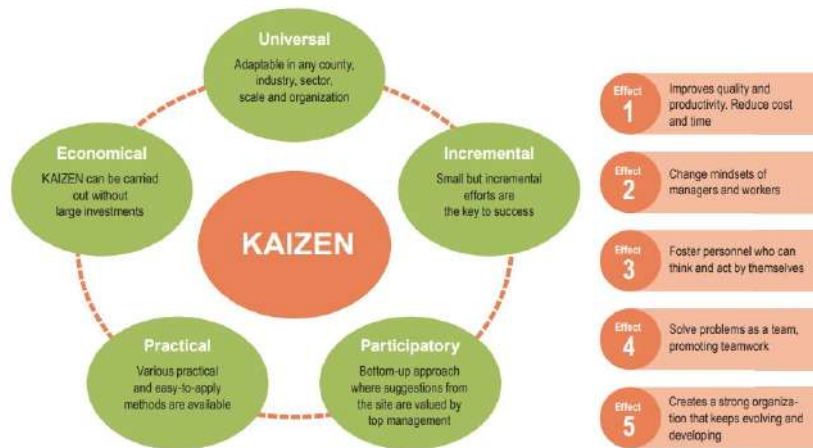 Universal
Adaptable in any county,
industry, sector,
scale and organization
Economical
KAIZEN can be carried
out without
large investments
Incremental
Small but incremental
efforts are
the key to success
KAIZEN
Practical
Various practical
and easy-to-apply
methods are available
Participatory
Bottom-up approach
where suggestions from
the site are valued by
top management
Effect
1
Improves quality and
productivity. Reduce cost
and time
Effect
2
Change mindsets of
managers and workers
Effect
3
Foster personnel who can
think and act by themselves
Effect
4
Solve problems as a team,
promoting teamwork
Effect
5
Creates a strong organiza-
tion that keeps evolving and
developing